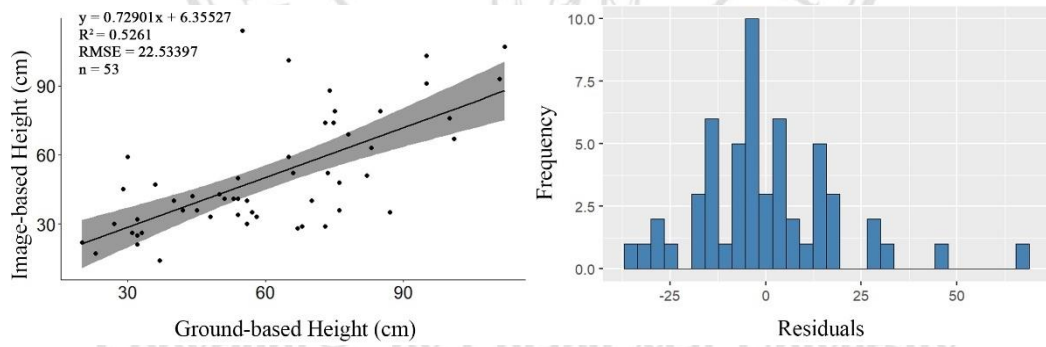 y = 0.72901x + 6.35527
R² = 0.5261
RMSE = 22.53397
n = 53
Image-based Height (cm)
90
60
30
30 60 90
Ground-based Height (cm)
Frequency
10.0
7.5
5.0
2.5
0.0
-25 0 25 50
Residuals